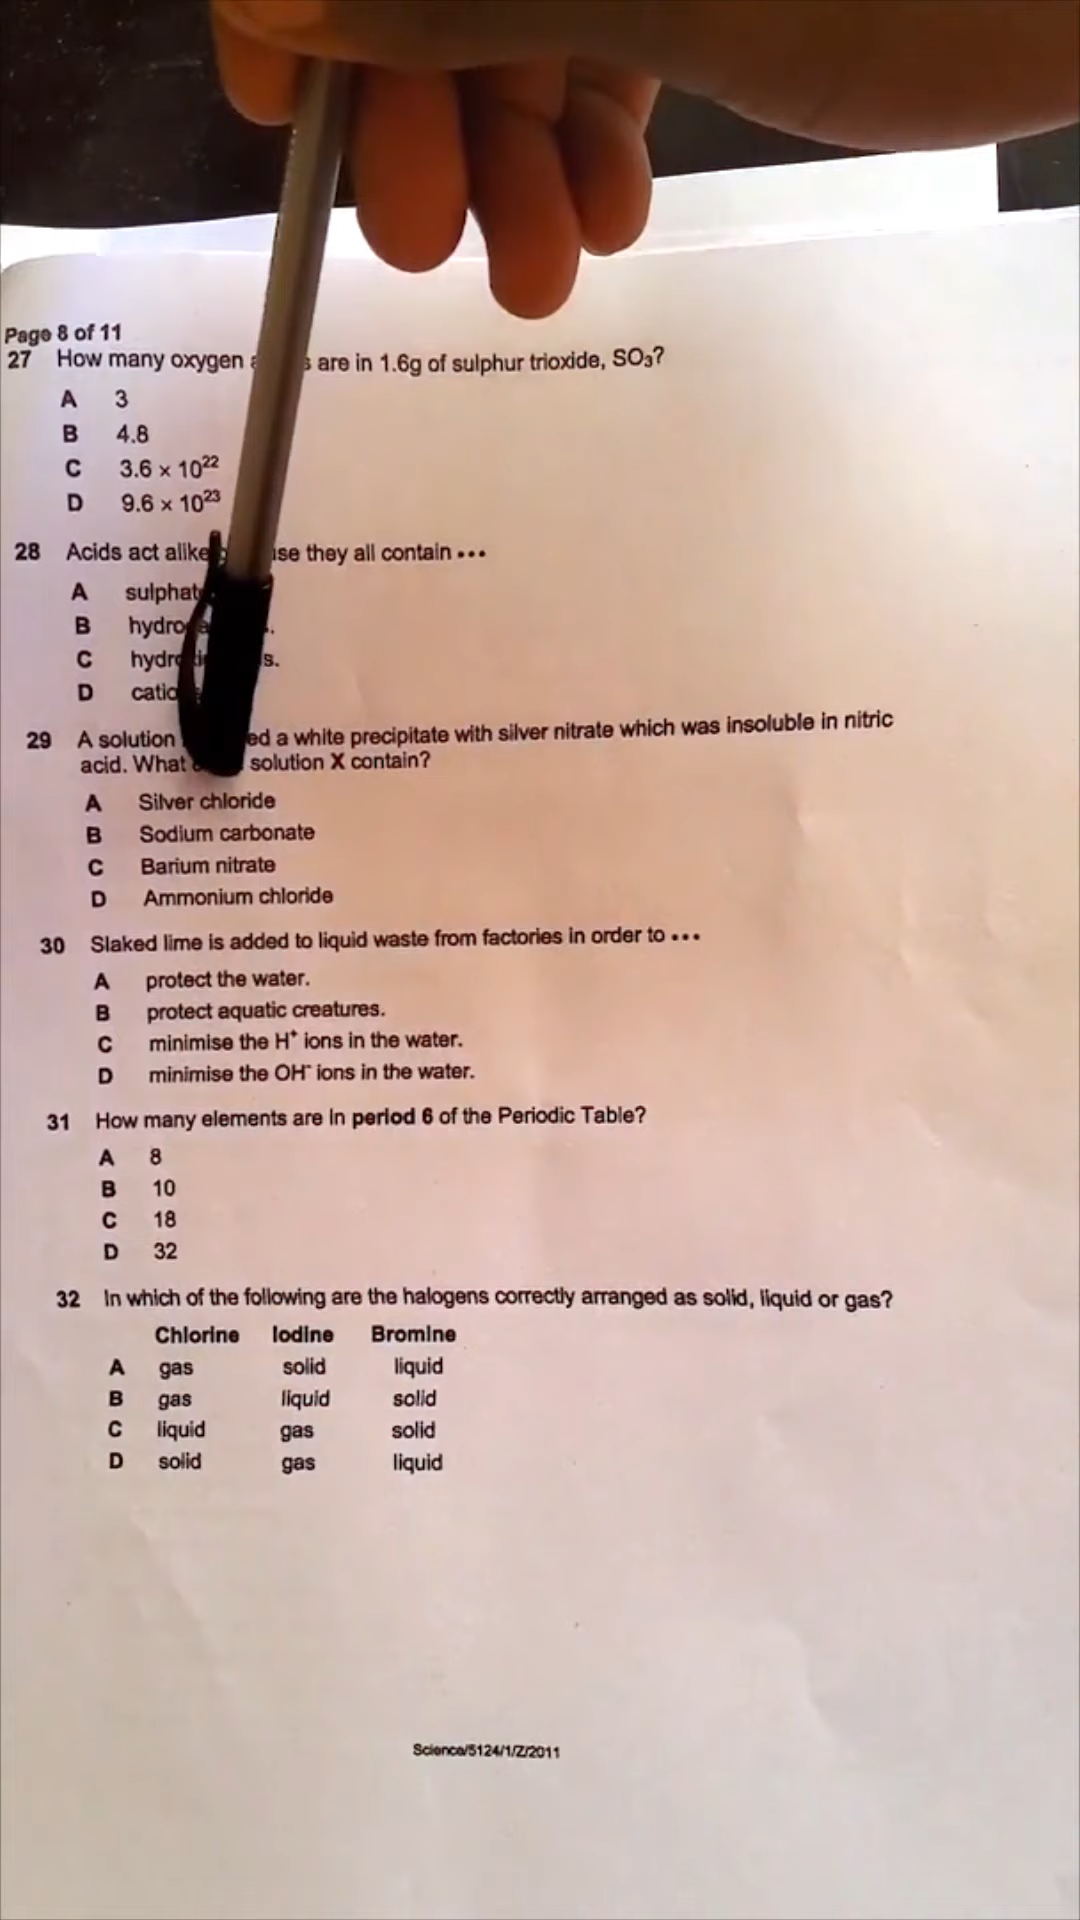 Page 8 of 11
27 How many oxygen are in 1.6g of sulphur trioxide, SO₃?
A 3
B 4.8
C 3.6 × 10²²
D 9.6 × 10²³
28 Acids act alike they all contain •••
A
B
C
D
29 A solution a white precipitate with silver nitrate which was insoluble in nitric
acid. What solution X contain?
A Silver chloride
B Sodium carbonate
C Barium nitrate
D Ammonium chloride
30 Slaked lime is added to liquid waste from factories in order to •••
A protect the water.
B protect aquatic creatures.
C minimise the H⁺ ions in the water.
D minimise the OH⁻ ions in the water.
31 How many elements are in period 6 of the Periodic Table?
A 8
B 10
C 18
D 32
32 In which of the following are the halogens correctly arranged as solid, liquid or gas?
Chlorine Iodine Bromine
A gas solid liquid
B gas liquid solid
C liquid gas solid
D solid gas liquid
Science/5124/1/Z/2011